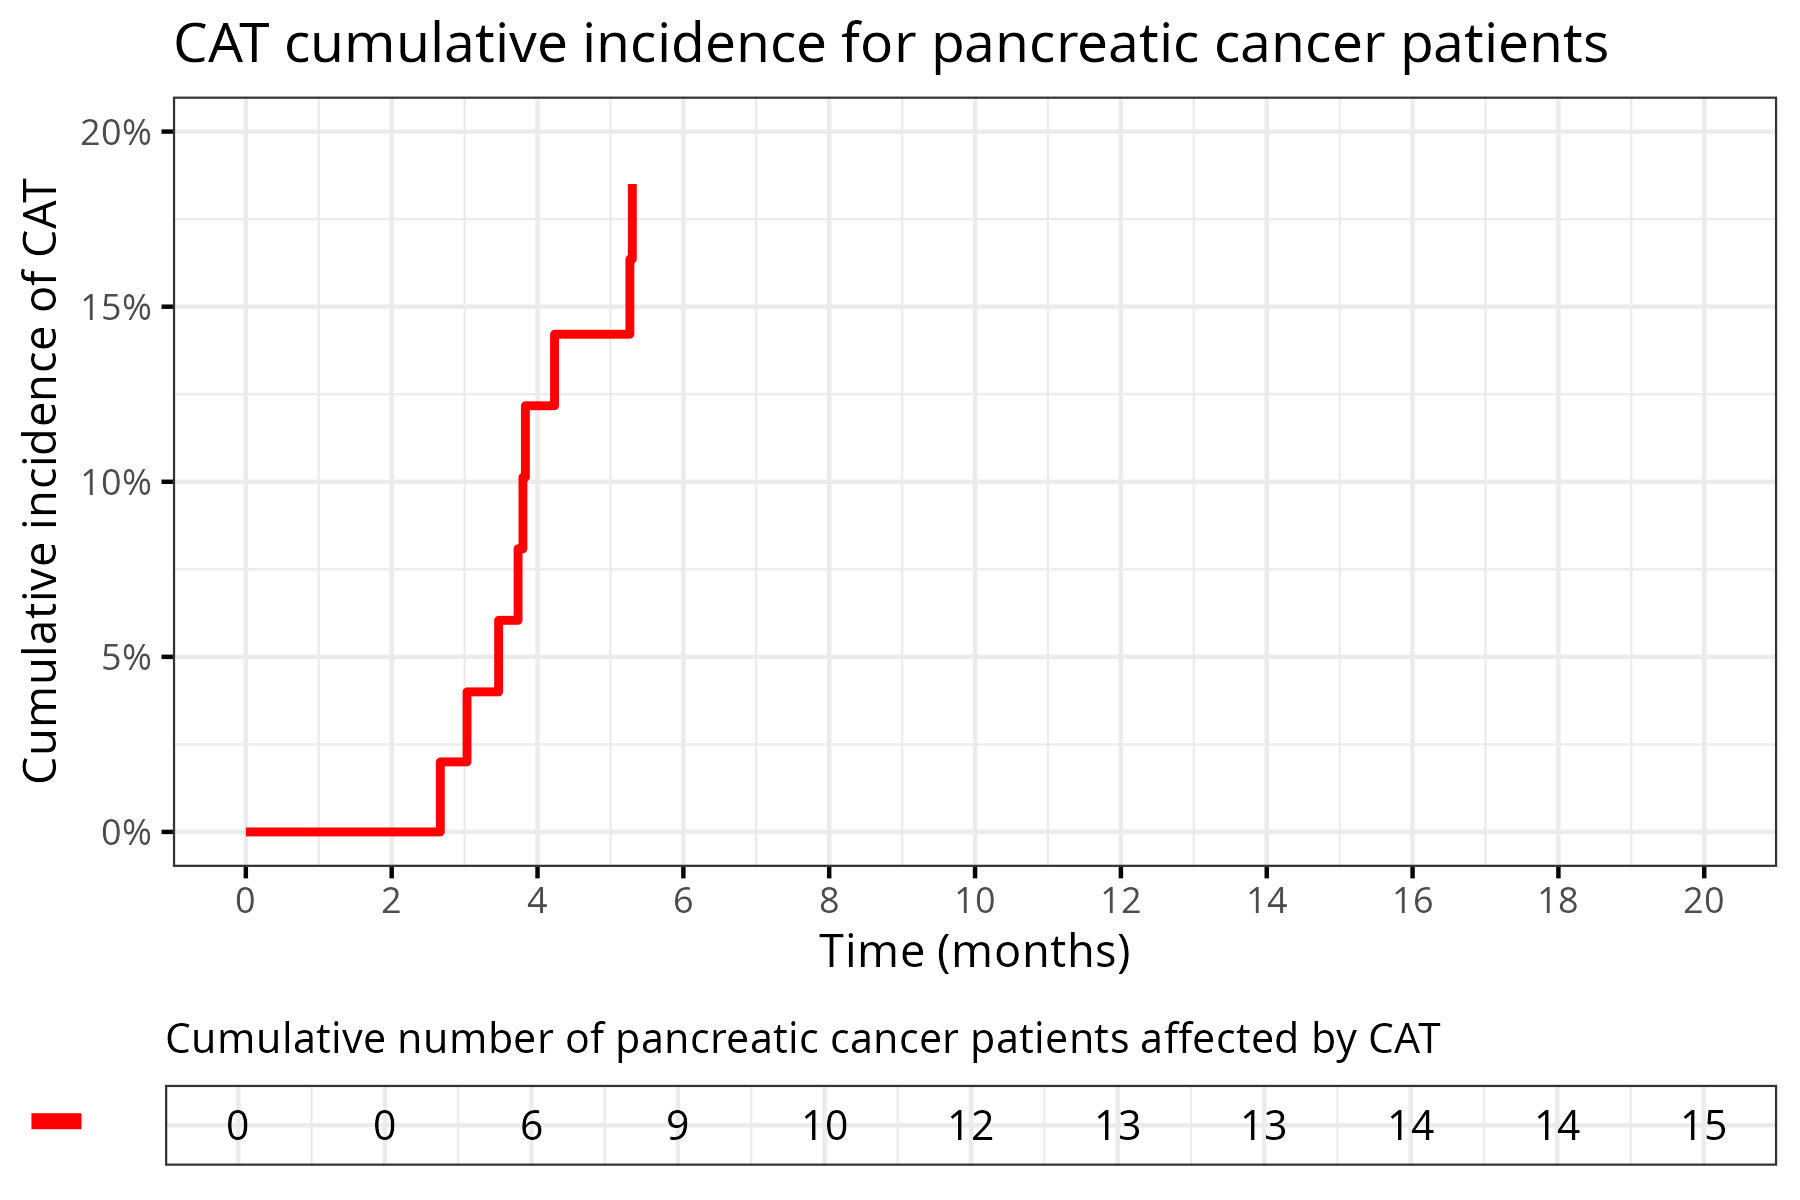 CAT cumulative incidence for pancreatic cancer patients
Cumulative incidence of CAT
20%
15%
10%
5%
0%
0 2 4 6 8 10 12 14 16 18 20
Time (months)
Cumulative number of pancreatic cancer patients affected by CAT
0 0 6 9 10 12 13 13 14 14 15